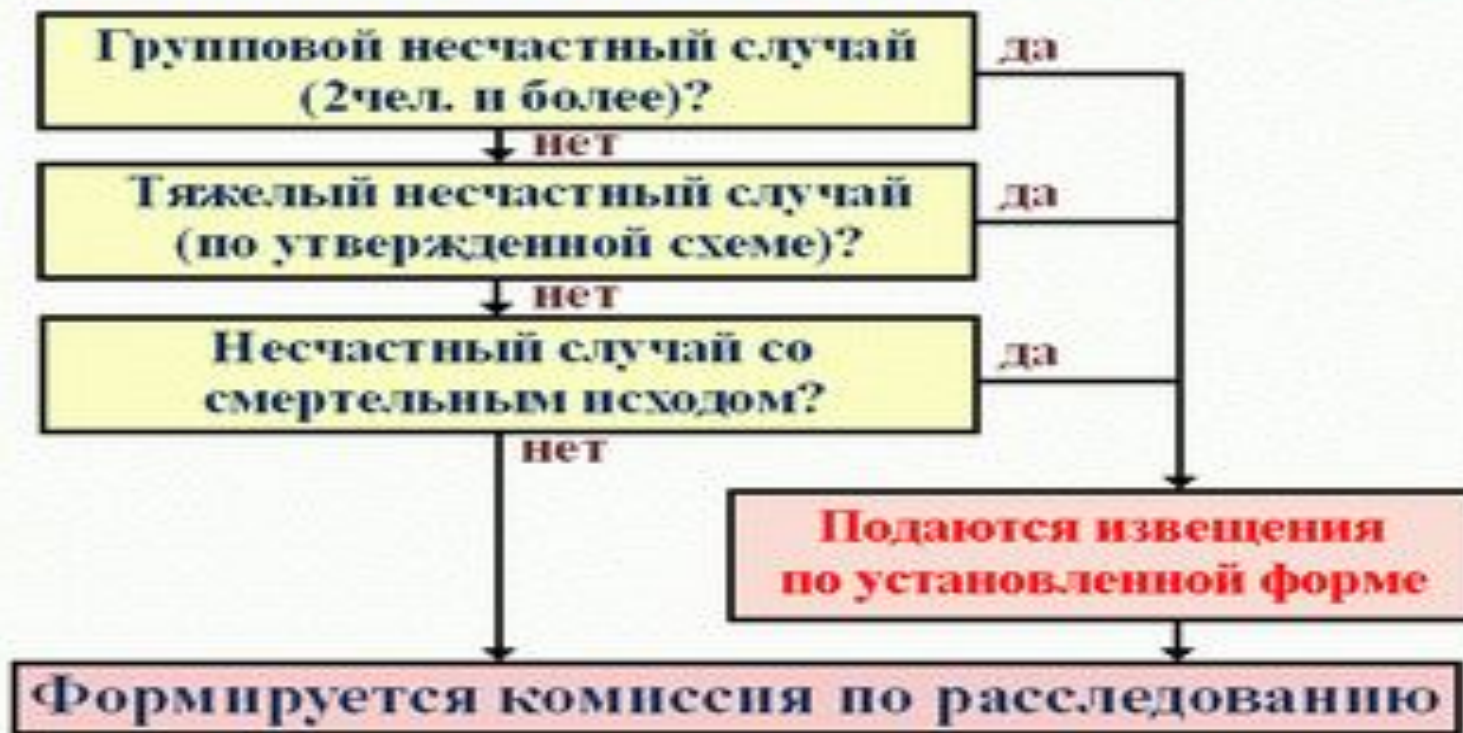 Групповой несчастный случай
(2чел. и более)?
да
нет
Тяжелый несчастный случай
(по утвержденной схеме)?
да
нет
Несчастный случай со
смертельным исходом?
да
нет
Подаются извещения
по установленной форме
Формируется комиссия по расследованию